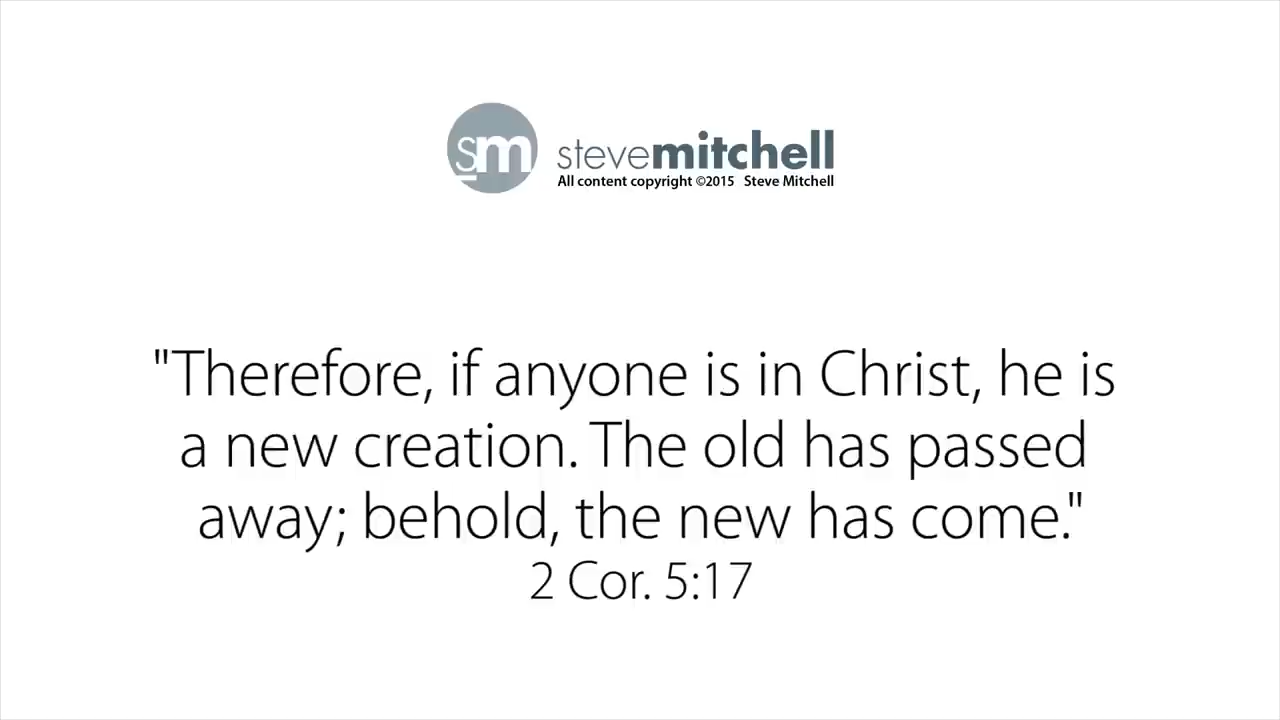 sm stevemitchell
All content copyright ©2015 Steve Mitchell
"Therefore, if anyone is in Christ, he is
a new creation. The old has passed
away; behold, the new has come."
2 Cor. 5:17